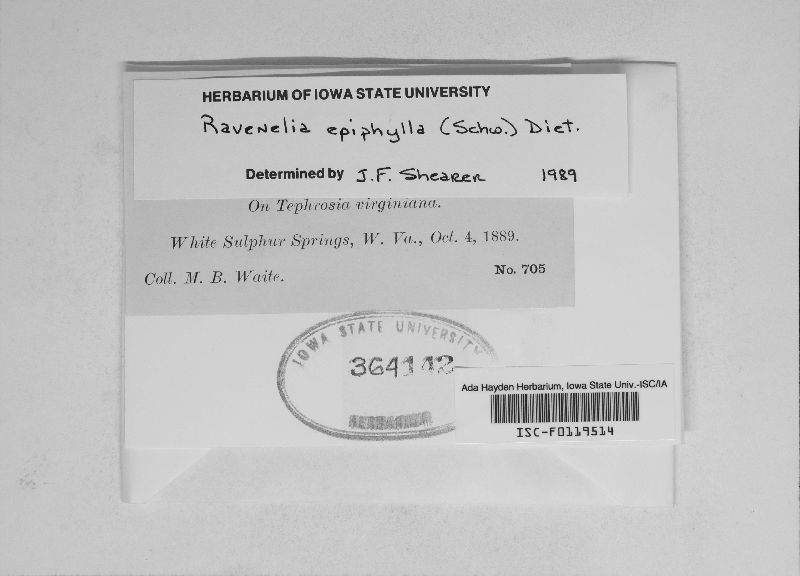 HERBARIUM OF IOWA STATE UNIVERSITY
Ravenelia epiphylla (Schw.) Diet.
Determined by J.F. Shearer 1989
On Tephrosia virginiana.
White Sulphur Springs, W. Va., Oct. 4, 1889.
Coll. M. B. Waite. No. 705
IOWA STATE UNIVERSITY
364142
HERBARIUM
Ada Hayden Herbarium, Iowa State Univ.-ISC/IA
ISC-F0119514